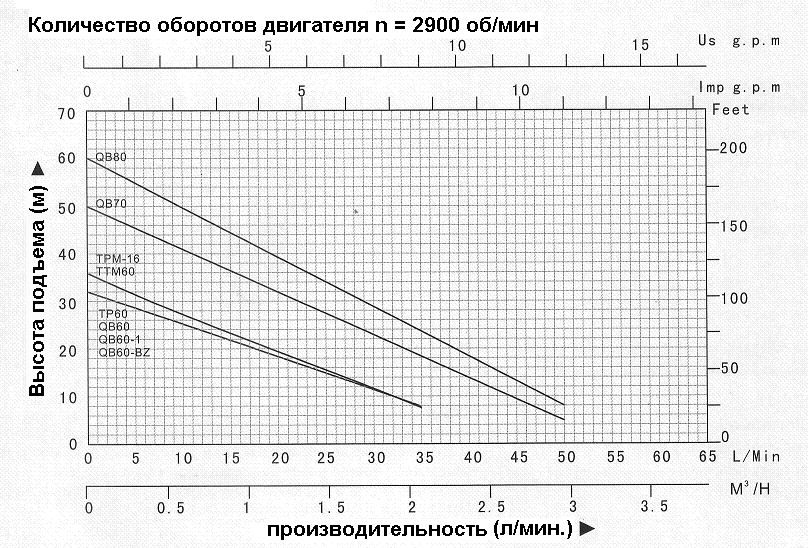 Количество оборотов двигателя n = 2900 об/мин
5 10 15 Us g.p.m
0 5 10 Imp g.p.m
Feet
70
60
50
40
30
20
10
0
Высота подъема (м) ▲
QB80
QB70
TPM-16
TTM60
TP60
QB60
QB60-1
QB60-BZ
200
150
100
50
0
0 5 10 15 20 25 30 35 40 45 50 55 60 65 L/Min
0 0.5 1 1.5 2 2.5 3 3.5 M³/H
производительность (л/мин.) ►